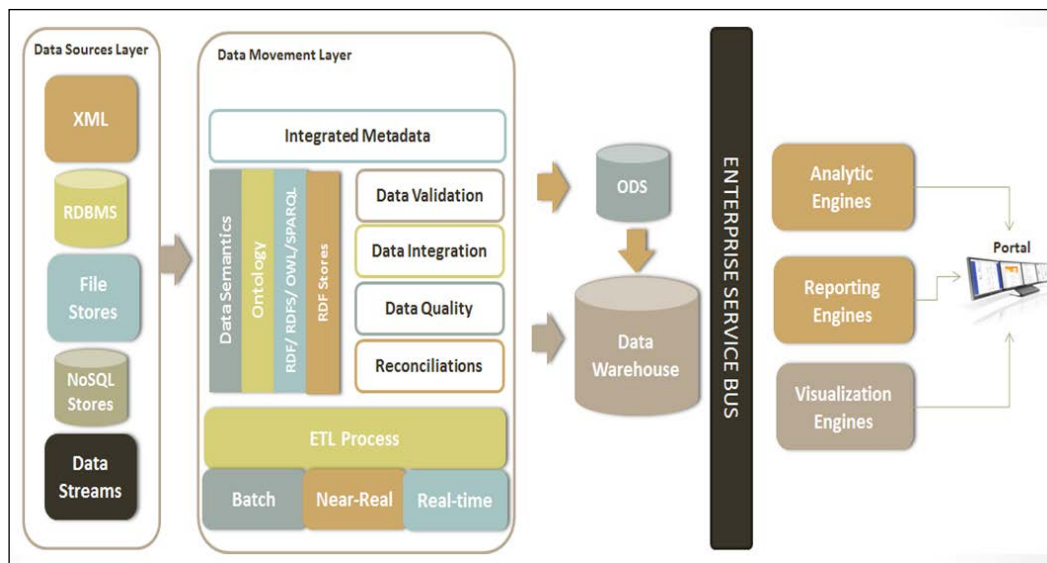 Data Sources Layer
XML
RDBMS
File
Stores
NoSQL
Stores
Data
Streams
Data Movement Layer
Integrated Metadata
Data Semantics
Ontology
RDF/ RDFS/ OWL/SPARQL
RDF Stores
Data Validation
Data Integration
Data Quality
Reconciliations
ETL Process
Batch
Near-Real
Real-time
ODS
Data
Warehouse
ENTERPRISE SERVICE BUS
Analytic
Engines
Reporting
Engines
Visualization
Engines
Portal